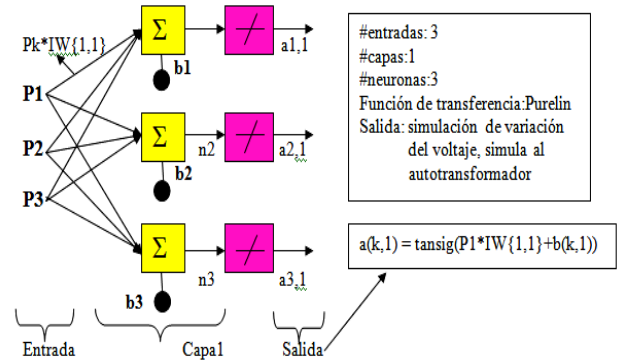 Pk*IW{1,1}
Σ
a1,1
b1
P1
P2
P3
Σ
n2
a2,1
b2
Σ
n3
a3,1
b3
Entrada
Capa1
Salida
#entradas: 3
#capas:1
#neuronas:3
Función de transferencia:Purelin
Salida: simulación de variación
del voltaje, simula al
autotransformador
a(k,1) = tansig(P1*IW{1,1}+b(k,1))